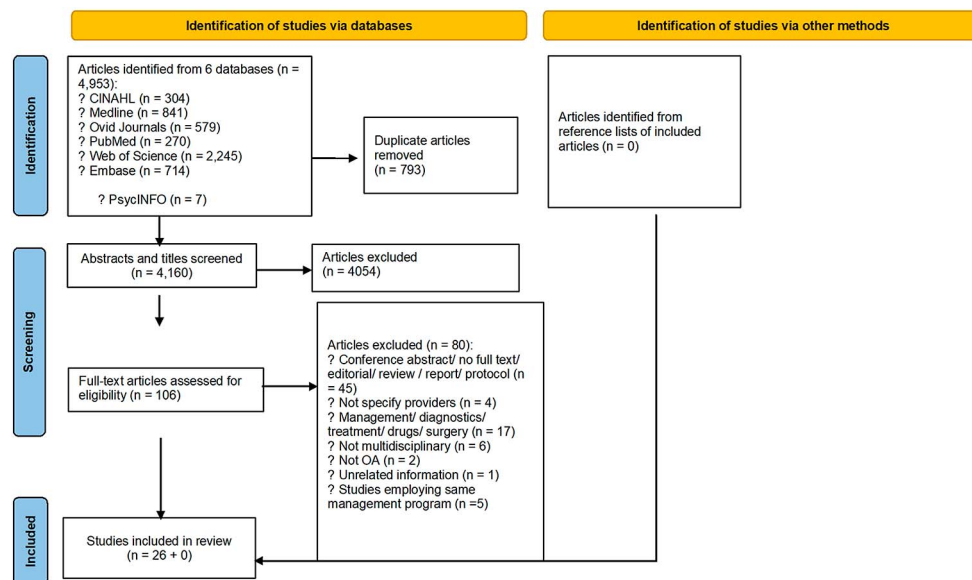 Identification of studies via databases
Identification of studies via other methods
Identification
Articles identified from 6 databases (n =
4,953):
? CINAHL (n = 304)
? Medline (n = 841)
? Ovid Journals (n = 579)
? PubMed (n = 270)
? Web of Science (n = 2,245)
? Embase (n = 714)
? PsycINFO (n = 7)
Duplicate articles
removed
(n = 793)
Articles identified from
reference lists of included
articles (n = 0)
Screening
Abstracts and titles screened
(n = 4,160)
Articles excluded
(n = 4054)
Full-text articles assessed for
eligibility (n = 106)
Articles excluded (n = 80):
? Conference abstract/ no full text/
editorial/ review / report/ protocol (n
= 45)
? Not specify providers (n = 4)
? Management/ diagnostics/
treatment/ drugs/ surgery (n = 17)
? Not multidisciplinary (n = 6)
? Not OA (n = 2)
? Unrelated information (n = 1)
? Studies employing same
management program (n =5)
Included
Studies included in review
(n = 26 + 0)